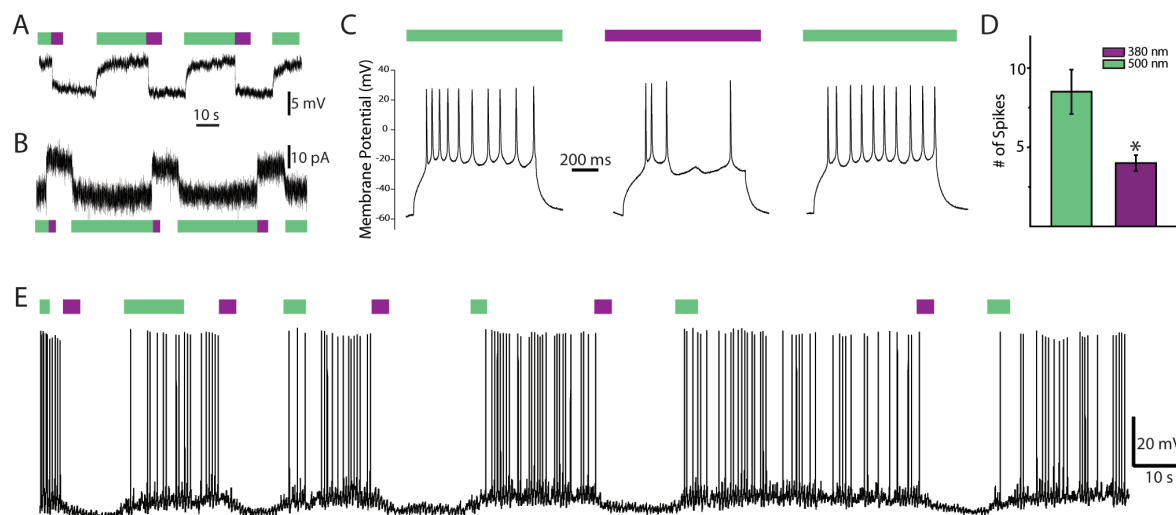 A
5 mV
10 s
B
10 pA
C
Membrane Potential (mV)
40
20
0
-20
-40
-60
200 ms
D
380 nm
500 nm
# of Spikes
10
5
*
E
20 mV
10 s